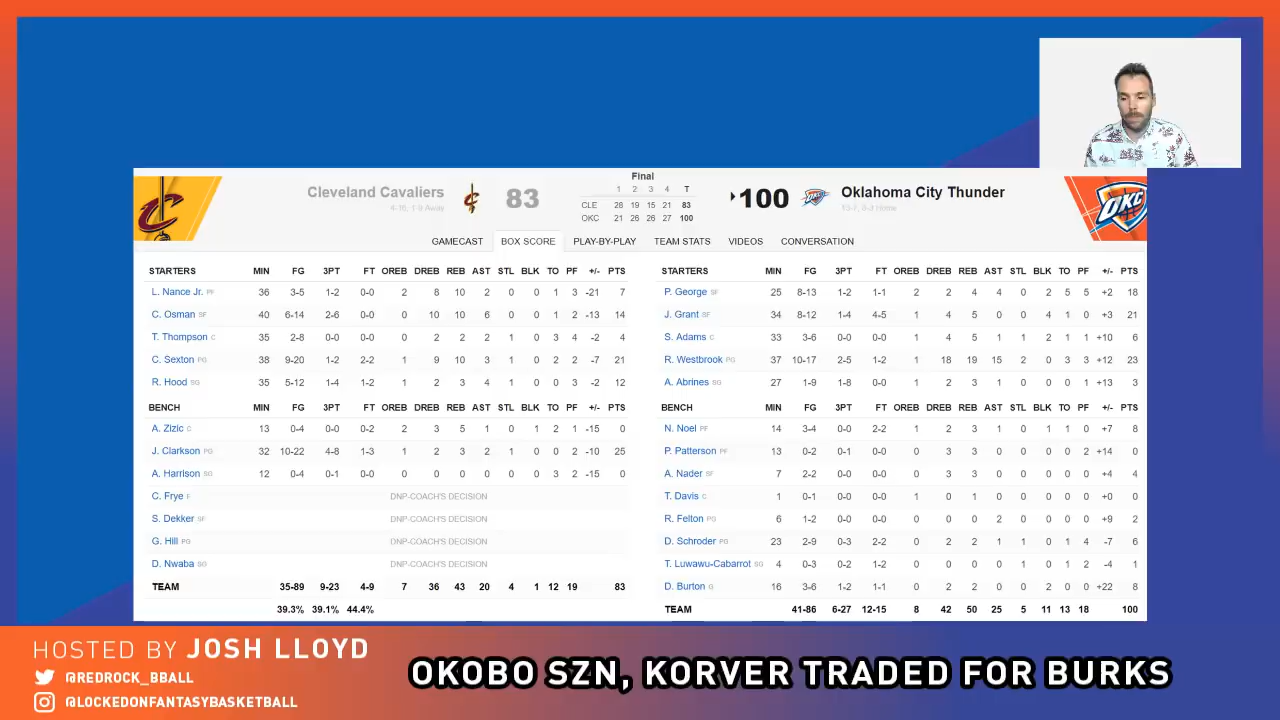 Final
Cleveland Cavaliers 83 1 2 3 4 T 100 Oklahoma City Thunder
CLE 28 19 15 21 83
OKC 21 26 26 27 100
GAMECAST BOX SCORE PLAY-BY-PLAY TEAM STATS VIDEOS CONVERSATION
STARTERS MIN FG 3PT FT OREB DREB REB AST STL BLK TO PF +/- PTS
L. Nance Jr. PF 36 3-5 1-2 0-0 2 8 10 2 0 0 1 3 -21 7
C. Osman SF 40 6-14 2-6 0-0 0 10 10 6 0 0 1 2 -13 14
T. Thompson C 35 2-8 0-0 0-0 0 2 2 2 1 0 3 4 -2 4
C. Sexton PG 38 9-20 1-2 2-2 1 9 10 3 1 0 2 2 -7 21
R. Hood SG 35 5-12 1-4 1-2 1 2 3 4 1 0 0 3 -2 12
BENCH MIN FG 3PT FT OREB DREB REB AST STL BLK TO PF +/- PTS
A. Zizic C 13 0-4 0-0 0-2 2 3 5 1 0 1 2 1 -15 0
J. Clarkson PG 32 10-22 4-8 1-3 1 2 3 2 1 0 0 2 -10 25
A. Harrison SG 12 0-4 0-1 0-0 0 0 0 0 0 0 3 2 -15 0
C. Frye F DNP-COACH'S DECISION
S. Dekker SF DNP-COACH'S DECISION
G. Hill PG DNP-COACH'S DECISION
D. Nwaba SG DNP-COACH'S DECISION
TEAM 35-89 9-23 4-9 7 36 43 20 4 1 12 19 83
39.3% 39.1% 44.4%
OKC
STARTERS MIN FG 3PT FT OREB DREB REB AST STL BLK TO PF +/- PTS
P. George SF 25 8-13 1-2 1-1 2 2 4 4 0 2 5 5 +2 18
J. Grant SF 34 8-12 1-4 4-5 1 4 5 0 0 4 1 0 +3 21
S. Adams C 33 3-6 0-0 0-0 1 4 5 1 1 2 1 1 +10 6
R. Westbrook PG 37 10-17 2-5 1-2 1 18 19 15 2 0 3 3 +12 23
A. Abrines SG 27 1-9 1-8 0-0 1 2 3 1 0 0 0 1 +13 3
BENCH MIN FG 3PT FT OREB DREB REB AST STL BLK TO PF +/- PTS
N. Noel PF 14 3-4 0-0 2-2 1 2 3 1 0 1 1 0 +7 8
P. Patterson PF 13 0-2 0-1 0-0 0 3 3 0 0 0 0 2 +14 0
A. Nader SF 7 2-2 0-0 0-0 0 3 3 0 0 0 0 0 +4 4
T. Davis C 1 0-1 0-0 0-0 1 0 1 0 0 0 0 0 +0 0
R. Felton PG 6 1-2 0-0 0-0 0 0 0 2 0 0 0 0 +9 2
D. Schroder PG 23 2-9 0-3 2-2 0 2 2 1 1 0 1 4 -7 6
T. Luwawu-Cabarrot SG 4 0-3 0-2 1-2 0 0 0 0 1 0 1 2 -4 1
D. Burton G 16 3-6 1-2 1-1 0 2 2 0 0 2 0 0 +22 8
TEAM 41-86 6-27 12-15 8 42 50 25 5 11 13 18 100
HOSTED BY JOSH LLOYD
@REDROCK_BBALL
@LOCKEDONFANTASYBASKETBALL
OKOBO SZN, KORVER TRADED FOR BURKS